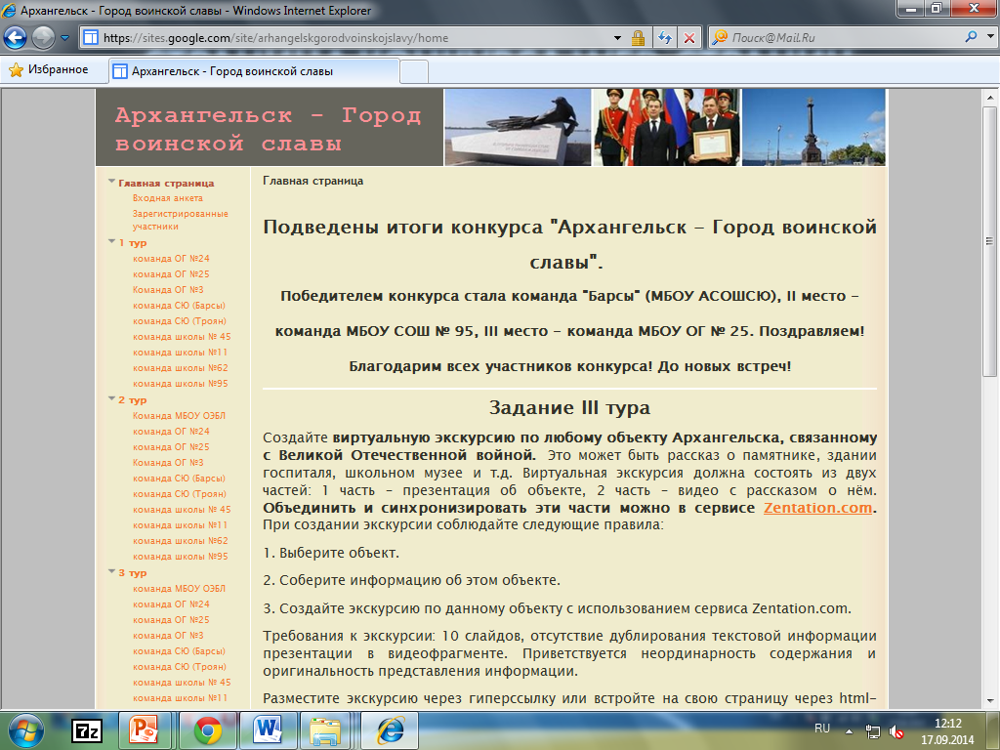 Архангельск - Город воинской славы - Windows Internet Explorer
https://sites.google.com/site/arhangelskgorodvoinskojslavy/home
Поиск@Mail.Ru
Избранное
Архангельск - Город воинской славы
Архангельск - Город
воинской славы
Главная страница
Входная анкета
Зарегистрированные
участники
1 тур
команда ОГ №24
команда ОГ №25
Команда ОГ №3
команда СЮ (Барсы)
команда СЮ (Троян)
команда школы № 45
команда школы №11
команда школы №62
команда школы №95
2 тур
Команда МБОУ ОЭБЛ
команда ОГ №24
команда ОГ №25
Команда ОГ №3
команда СЮ (Барсы)
команда СЮ (Троян)
команда школы № 45
команда школы №11
команда школы №62
команда школы №95
3 тур
команда МБОУ ОЭБЛ
команда ОГ №24
команда ОГ №25
команда ОГ №3
команда СЮ (Барсы)
команда СЮ (Троян)
команда школы № 45
команда школы №11
Главная страница
Подведены итоги конкурса "Архангельск – Город воинской
славы".
Победителем конкурса стала команда "Барсы" (МБОУ АСОШСЮ), II место –
команда МБОУ СОШ № 95, III место – команда МБОУ ОГ № 25. Поздравляем!
Благодарим всех участников конкурса! До новых встреч!
Задание III тура
Создайте виртуальную экскурсию по любому объекту Архангельска, связанному
с Великой Отечественной войной. Это может быть рассказ о памятнике, здании
госпиталя, школьном музее и т.д. Виртуальная экскурсия должна состоять из двух
частей: 1 часть – презентация об объекте, 2 часть – видео с рассказом о нём.
Объединить и синхронизировать эти части можно в сервисе Zentation.com.
При создании экскурсии соблюдайте следующие правила:
1. Выберите объект.
2. Соберите информацию об этом объекте.
3. Создайте экскурсию по данному объекту с использованием сервиса Zentation.com.
Требования к экскурсии: 10 слайдов, отсутствие дублирования текстовой информации
презентации в видеофрагменте. Приветствуется неординарность содержания и
оригинальность представления информации.
Разместите экскурсию через гиперссылку или встройте на свою страницу через html-
7z
RU
12:12
17.09.2014